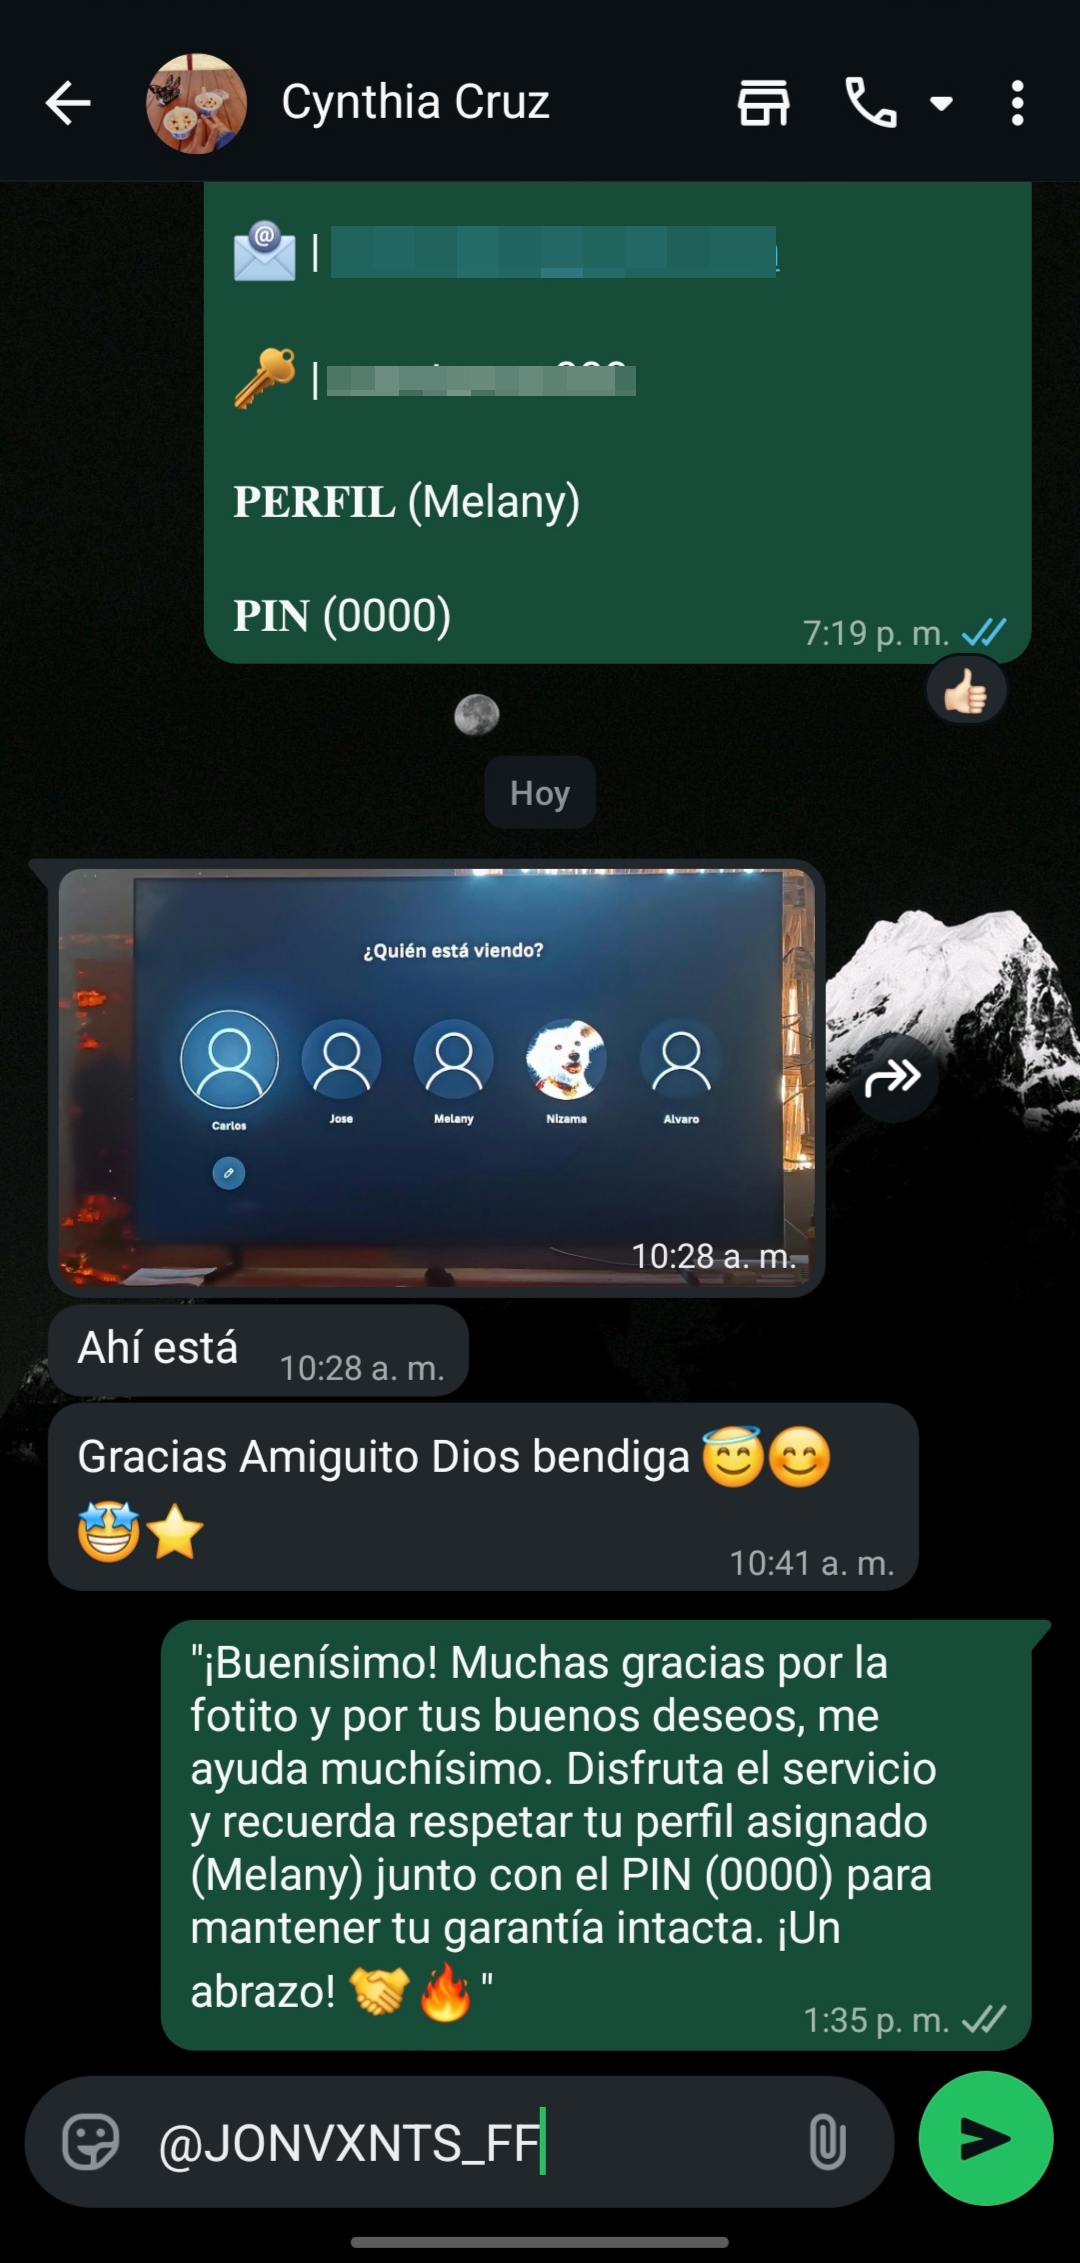 Cynthia Cruz
|
|
PERFIL (Melany)
PIN (0000)
7:19 p. m.
Hoy
¿Quién está viendo?
Carlos
Jose
Melany
Nizama
Alvaro
10:28 a. m.
Ahí está
10:28 a. m.
Gracias Amiguito Dios bendiga 😇😊
🤩⭐
10:41 a. m.
"¡Buenísimo! Muchas gracias por la
fotito y por tus buenos deseos, me
ayuda muchísimo. Disfruta el servicio
y recuerda respetar tu perfil asignado
(Melany) junto con el PIN (0000) para
mantener tu garantía intacta. ¡Un
abrazo! 🤝🔥"
1:35 p. m.
@JONVXNTS_FF